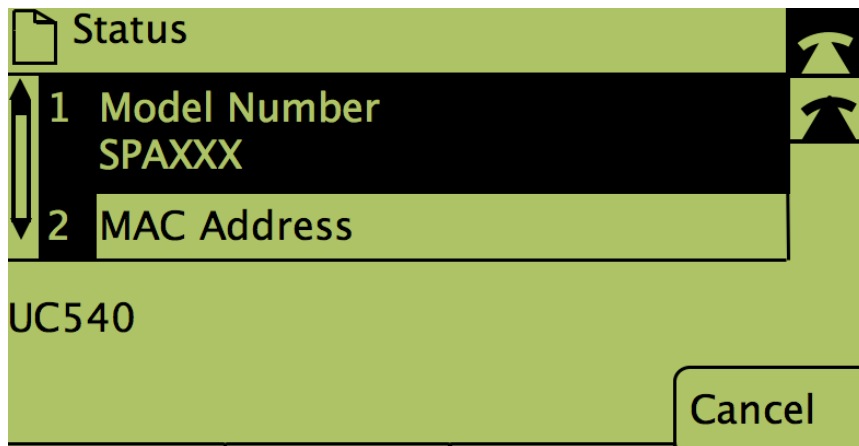 Status
1 Model Number
SPAXXX
2 MAC Address
UC540
Cancel